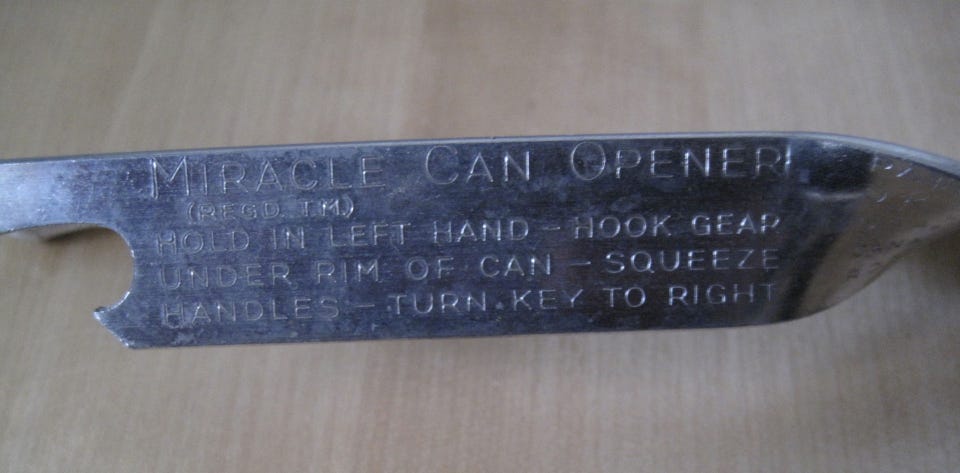 MIRACLE CAN OPENER
(REGD. T.M.)
HOLD IN LEFT HAND – HOOK GEAR
UNDER RIM OF CAN – SQUEEZE
HANDLES – TURN KEY TO RIGHT